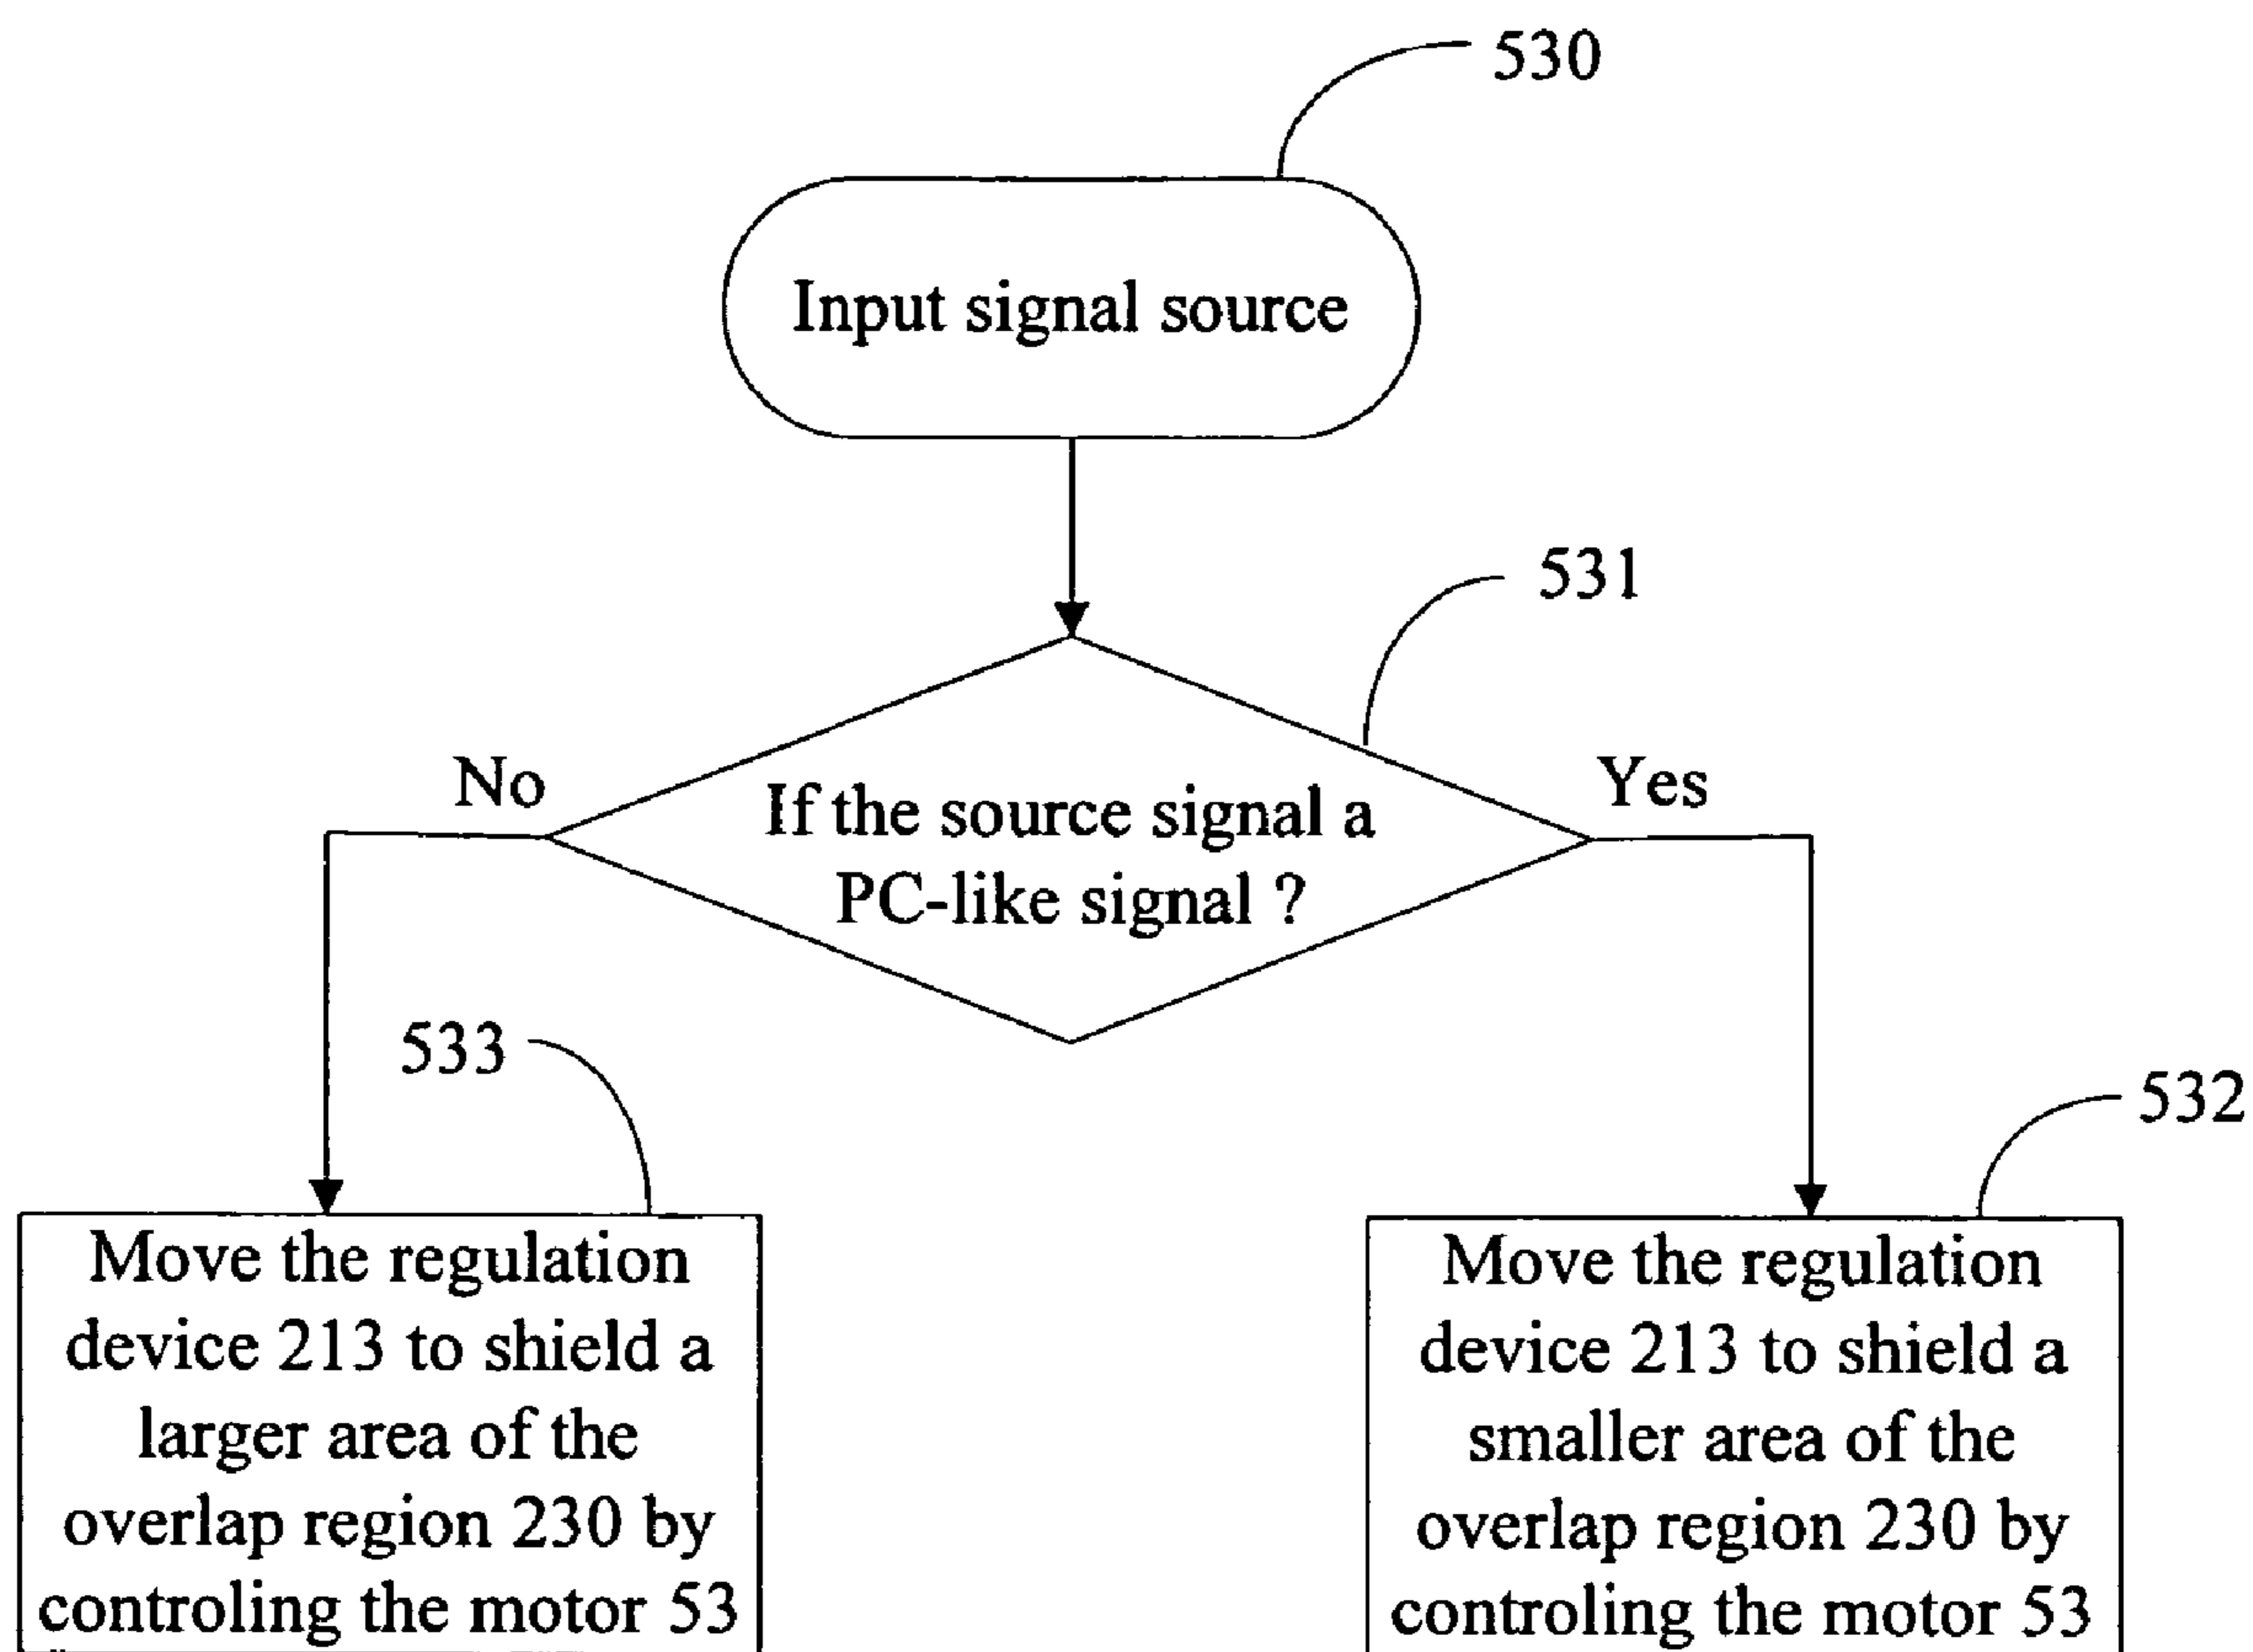 530
Input signal source
531
No
Yes
If the source signal a
PC-like signal ?
533
532
Move the regulation
device 213 to shield a
larger area of the
overlap region 230 by
controling the motor 53
Move the regulation
device 213 to shield a
smaller area of the
overlap region 230 by
controling the motor 53